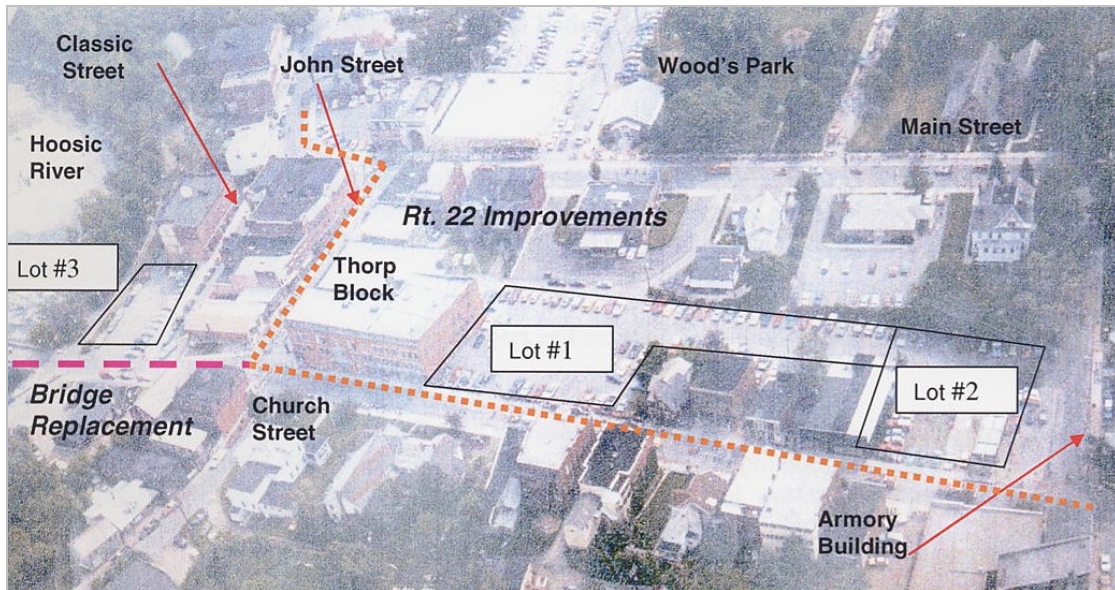 Classic
Street
John Street
Wood's Park
Main Street
Hoosic
River
Rt. 22 Improvements
Lot #3
Thorp
Block
Lot #1
Lot #2
Bridge
Replacement
Church
Street
Armory
Building